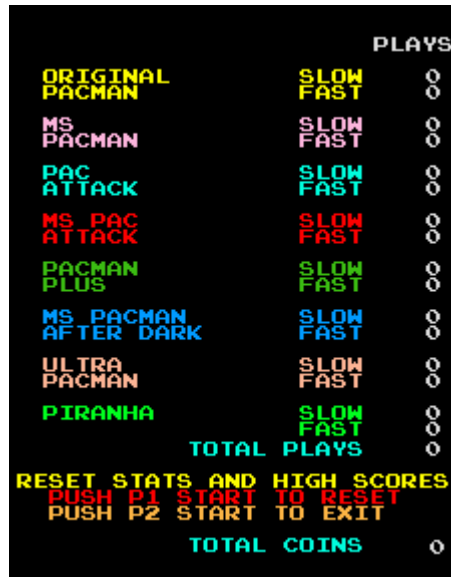 PLAYS
ORIGINAL SLOW 0
PACMAN FAST 0
MS SLOW 0
PACMAN FAST 0
PAC SLOW 0
ATTACK FAST 0
MS PAC SLOW 0
ATTACK FAST 0
PACMAN SLOW 0
PLUS FAST 0
MS PACMAN SLOW 0
AFTER DARK FAST 0
ULTRA SLOW 0
PACMAN FAST 0
PIRANHA SLOW 0
FAST 0
TOTAL PLAYS 0
RESET STATS AND HIGH SCORES
PUSH P1 START TO RESET
PUSH P2 START TO EXIT
TOTAL COINS 0